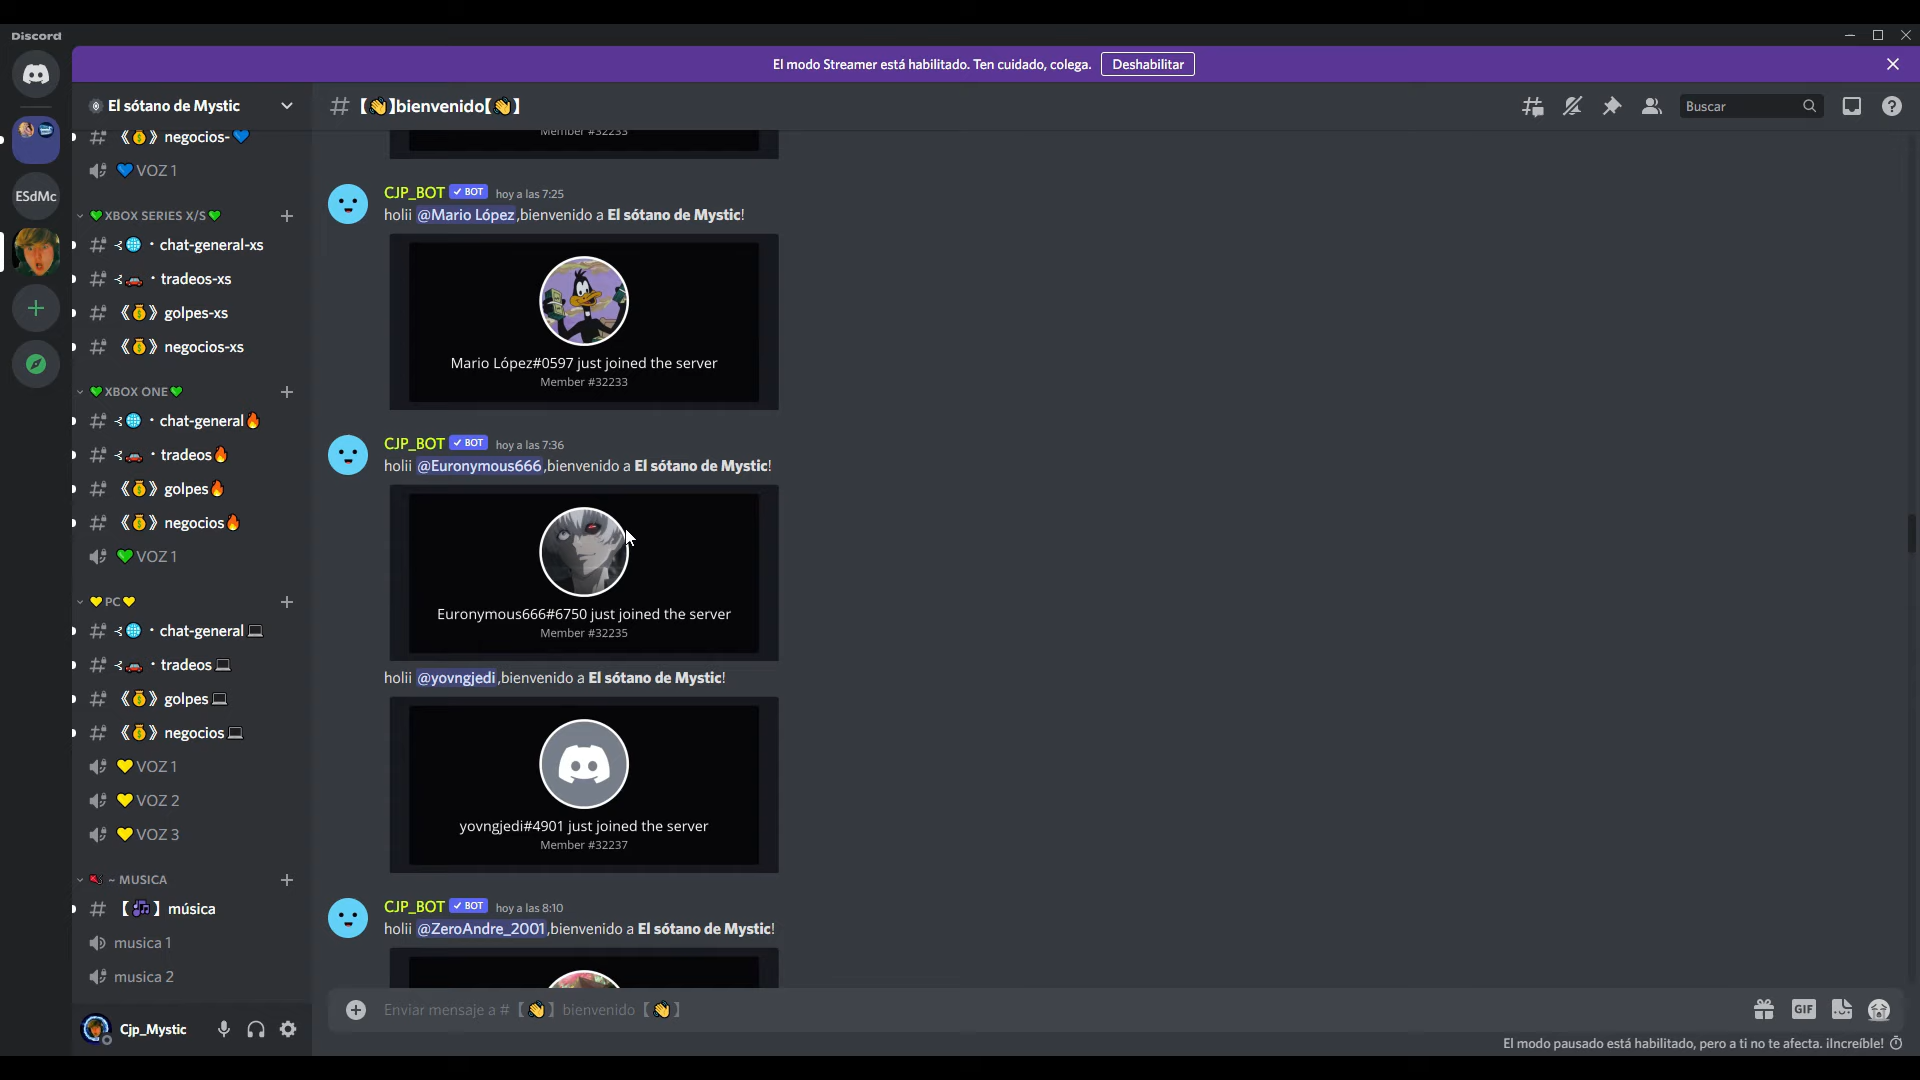 Discord
El modo Streamer está habilitado. Ten cuidado, colega. Deshabilitar
El sótano de Mystic
【👋】bienvenido【👋】
Buscar
ESdMc
《💰》negocios-💙
💙 VOZ 1
💚XBOX SERIES X/S💚
⊰🌐・chat-general-xs
⊰🚗・tradeos-xs
《💰》golpes-xs
《💰》negocios-xs
💚XBOX ONE💚
⊰🌐・chat-general🔥
⊰🚗・tradeos🔥
《💰》golpes🔥
《💰》negocios🔥
💚 VOZ 1
💛PC💛
⊰🌐・chat-general💻
⊰🚗・tradeos💻
《💰》golpes💻
《💰》negocios💻
💛 VOZ 1
💛 VOZ 2
💛 VOZ 3
~ MUSICA
【🎶】música
musica 1
musica 2
Cjp_Mystic
Member #32233
CJP_BOT ✓ BOT hoy a las 7:25
holii @Mario López,bienvenido a El sótano de Mystic!
Mario López#0597 just joined the server
Member #32233
CJP_BOT ✓ BOT hoy a las 7:36
holii @Euronymous666,bienvenido a El sótano de Mystic!
Euronymous666#6750 just joined the server
Member #32235
holii @yovngjedi,bienvenido a El sótano de Mystic!
yovngjedi#4901 just joined the server
Member #32237
CJP_BOT ✓ BOT hoy a las 8:10
holii @ZeroAndre_2001,bienvenido a El sótano de Mystic!
Enviar mensaje a #【👋】bienvenido【👋】
GIF
El modo pausado está habilitado, pero a ti no te afecta. ¡Increíble!